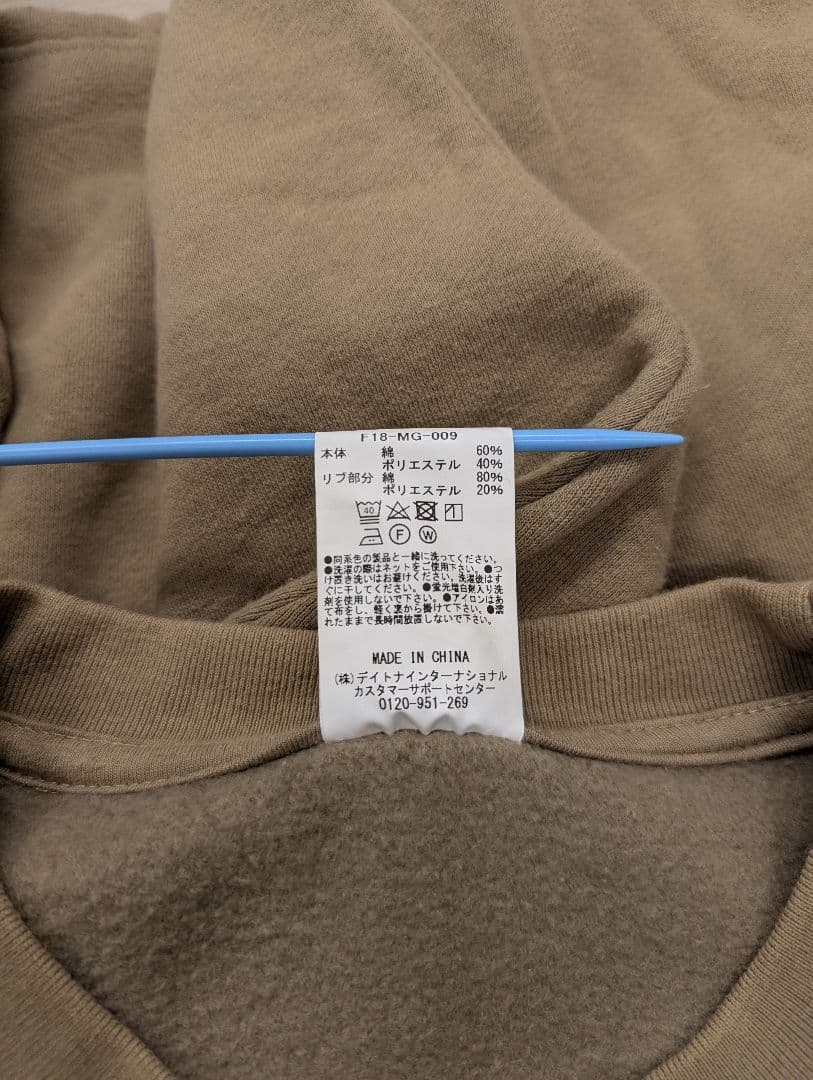 F18-MG-009
本体 綿 60%
ポリエステル 40%
リブ部分 綿 80%
ポリエステル 20%
40
F W
●同系色の製品と一緒に洗ってください。
●洗濯の際はネットをご使用下さい。●つ
け置き洗いはお避けください。洗濯後はす
ぐに干してください。●蛍光増白剤入り洗
剤を使用しないで下さい。●アイロンはあ
て布をし、軽く裏から掛けて下さい。●濡
れたままで長時間放置しないで下さい。
MADE IN CHINA
(株)デイトナインターナショナル
カスタマーサポートセンター
0120-951-269